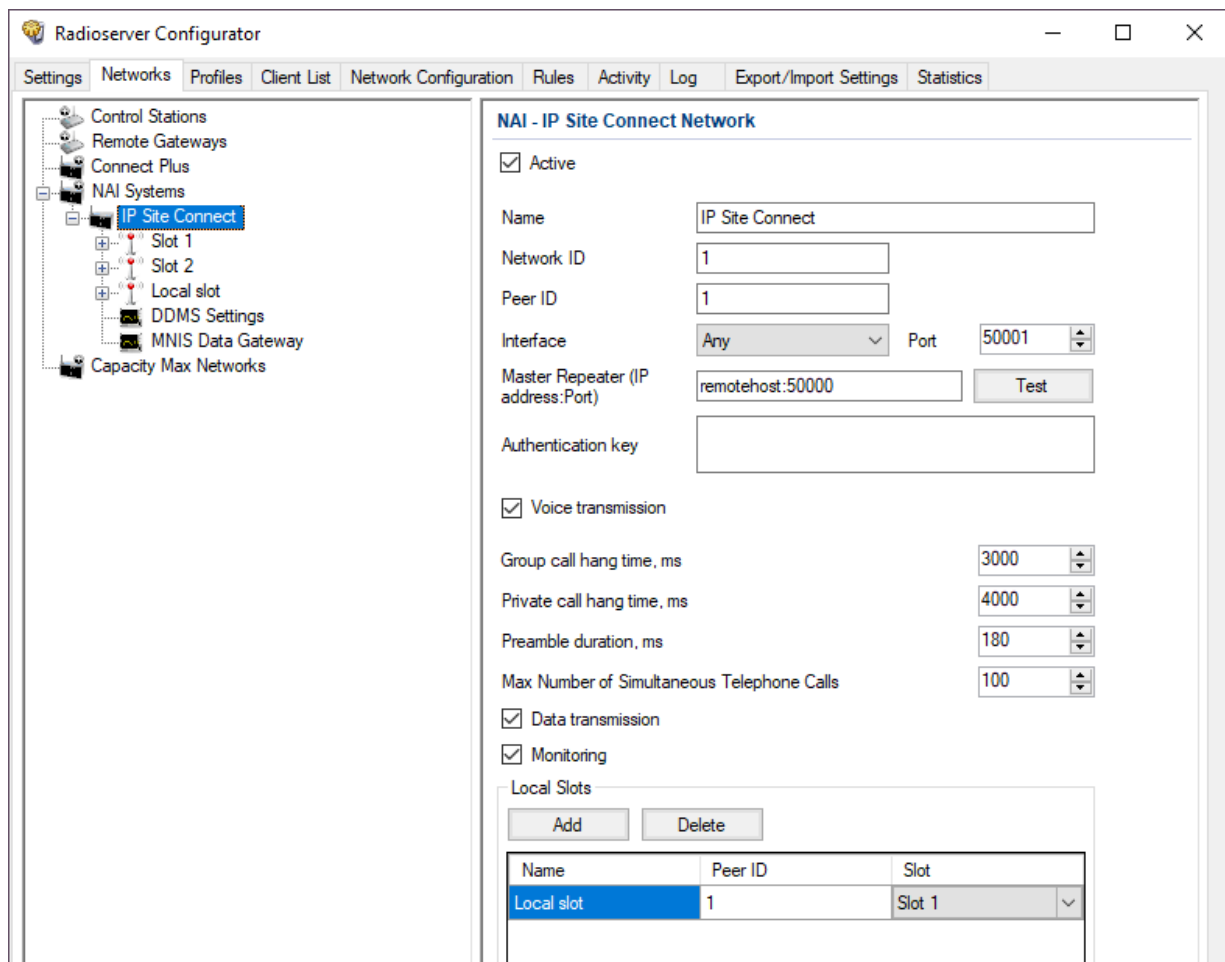 Radioserver Configurator
Settings Networks Profiles Client List Network Configuration Rules Activity Log Export/Import Settings Statistics
Control Stations
Remote Gateways
Connect Plus
NAI Systems
IP Site Connect
Slot 1
Slot 2
Local slot
DDMS Settings
MNIS Data Gateway
Capacity Max Networks
NAI - IP Site Connect Network
Active
Name IP Site Connect
Network ID 1
Peer ID 1
Interface Any Port 50001
Master Repeater (IP
address:Port) remotehost:50000 Test
Authentication key
Voice transmission
Group call hang time, ms 3000
Private call hang time, ms 4000
Preamble duration, ms 180
Max Number of Simultaneous Telephone Calls 100
Data transmission
Monitoring
Local Slots
Add Delete
Name Peer ID Slot
Local slot 1 Slot 1